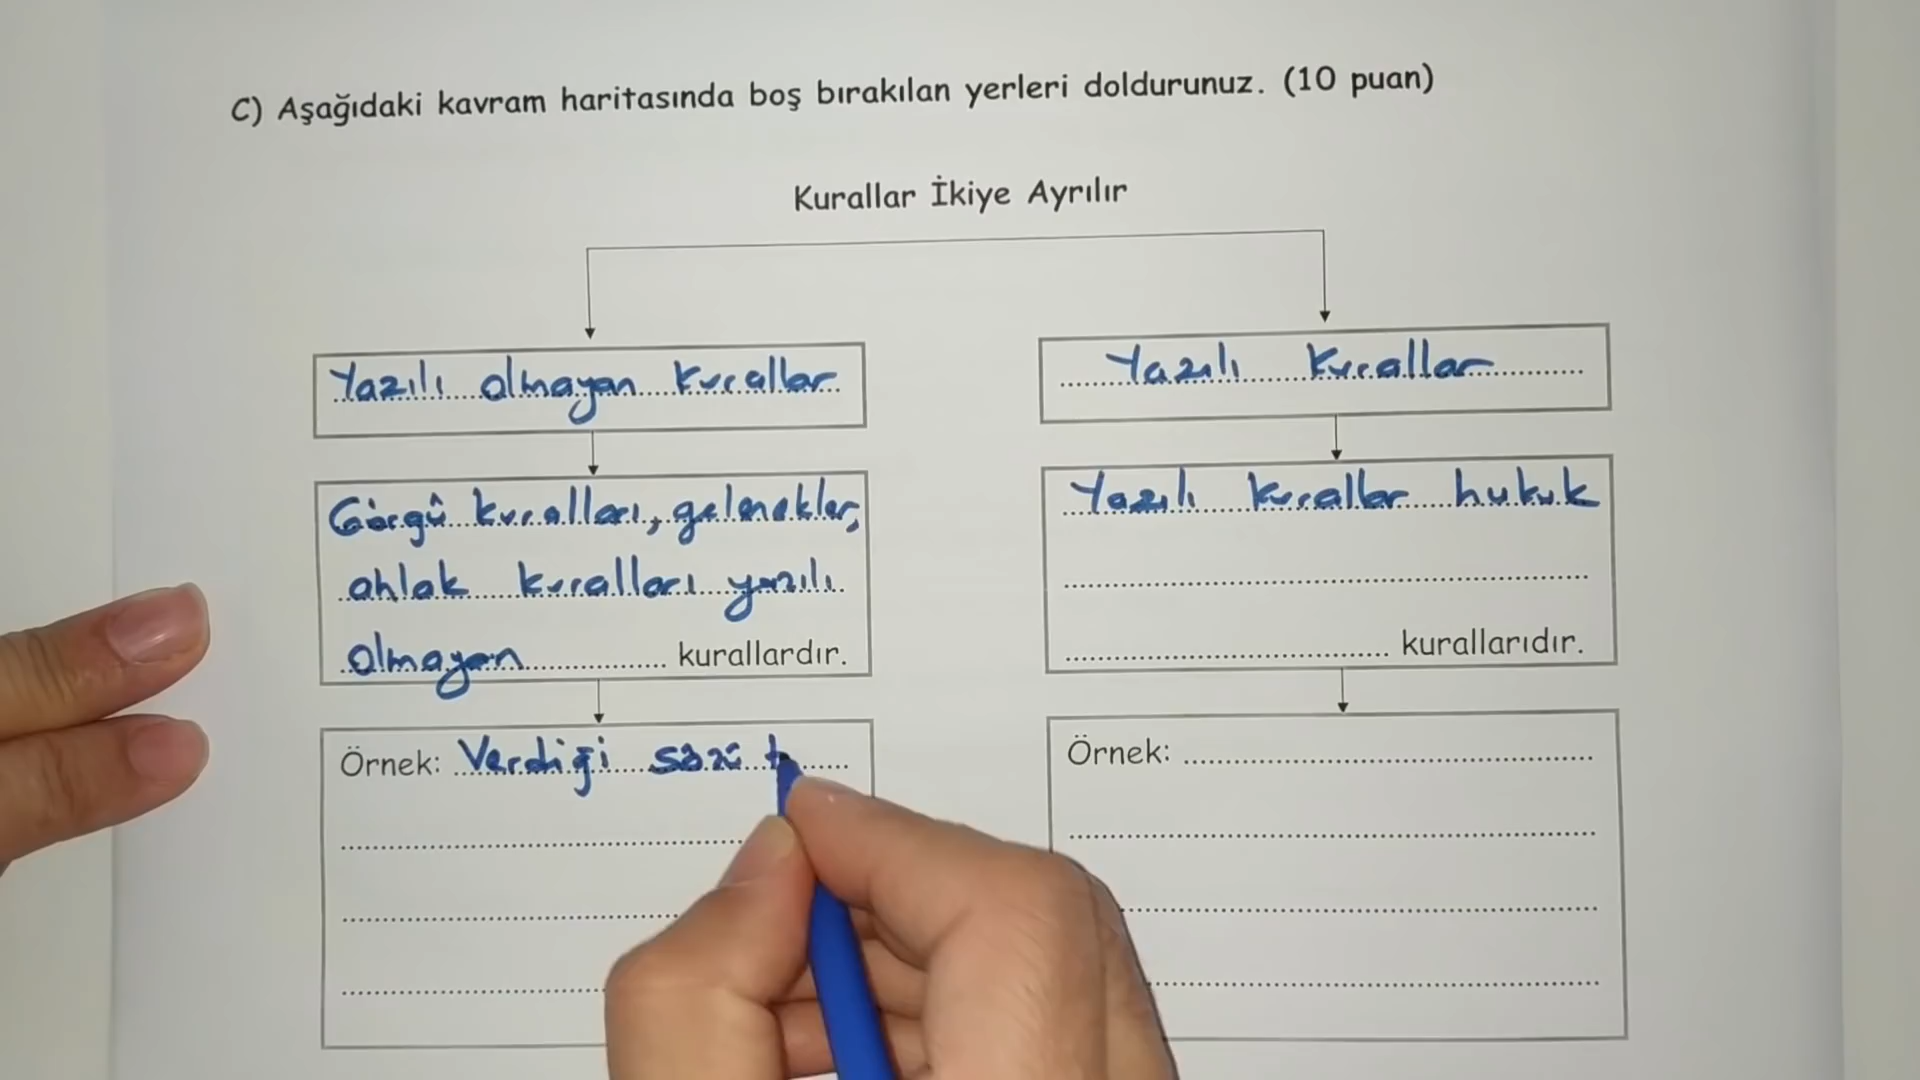 C) Aşağıdaki kavram haritasında boş bırakılan yerleri doldurunuz. (10 puan)
Kurallar İkiye Ayrılır
Yazılı olmayan kurallar
Görgü kuralları, gelenekler,
ahlak kuralları yazılı
olmayan kurallardır.
Örnek: Verdiği sözü t
Yazılı kurallar
Yazılı kurallar hukuk
kurallarıdır.
Örnek: